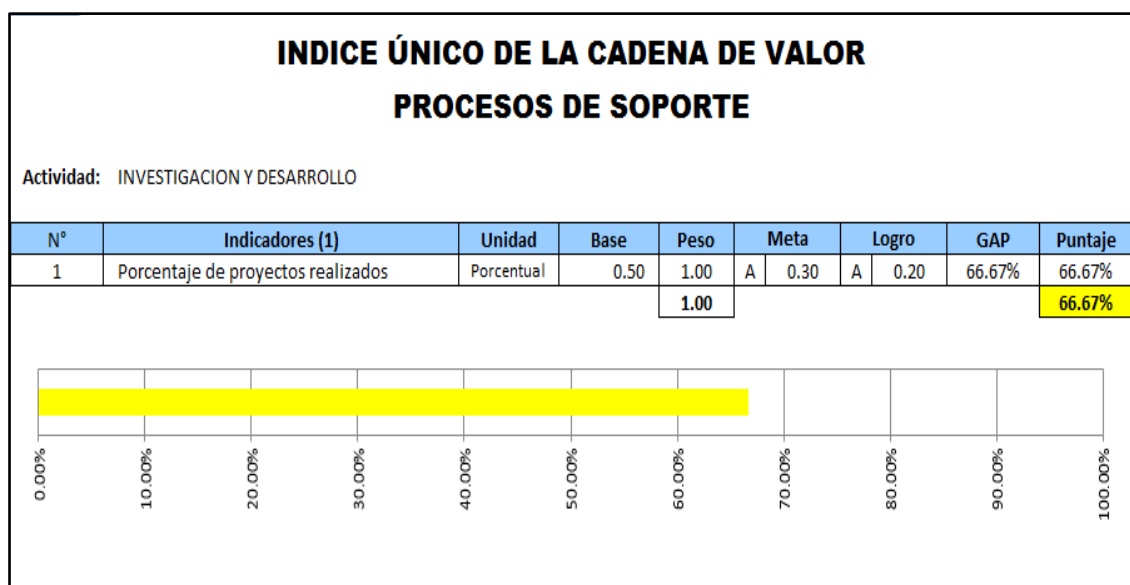 INDICE ÚNICO DE LA CADENA DE VALOR
PROCESOS DE SOPORTE
Actividad: INVESTIGACION Y DESARROLLO
N° Indicadores (1) Unidad Base Peso Meta Logro GAP Puntaje
1 Porcentaje de proyectos realizados Porcentual 0.50 1.00 A 0.30 A 0.20 66.67% 66.67%
1.00 66.67%
0.00% 10.00% 20.00% 30.00% 40.00% 50.00% 60.00% 70.00% 80.00% 90.00% 100.00%